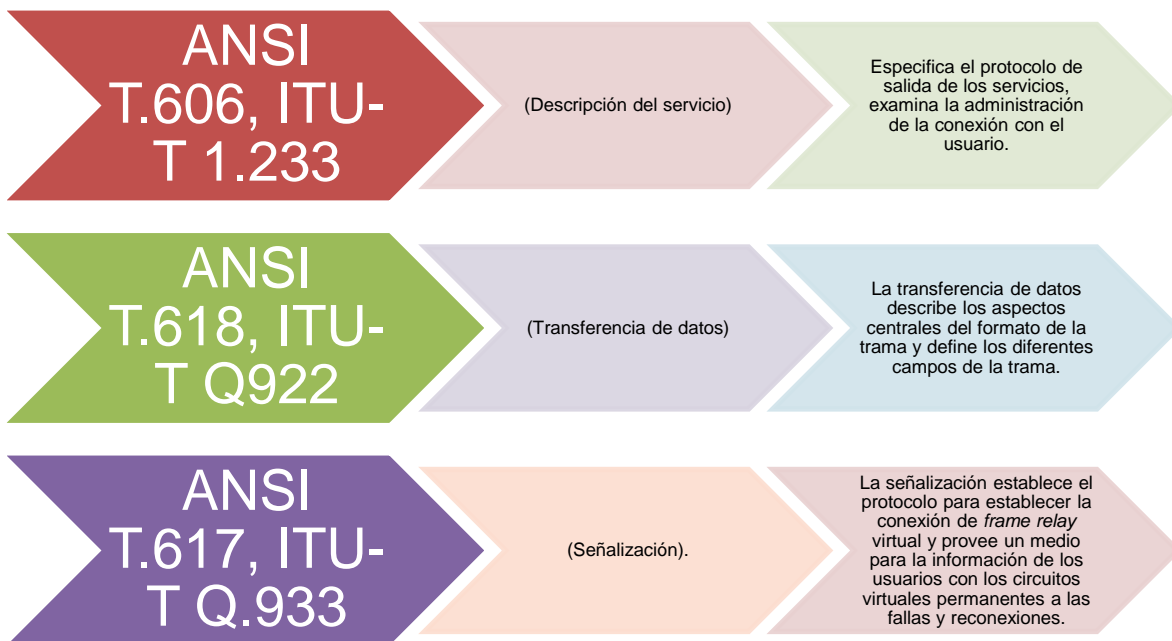 ANSI
T.606, ITU-
T 1.233
(Descripción del servicio)
Especifica el protocolo de
salida de los servicios,
examina la administración
de la conexión con el
usuario.
ANSI
T.618, ITU-
T Q922
(Transferencia de datos)
La transferencia de datos
describe los aspectos
centrales del formato de la
trama y define los diferentes
campos de la trama.
ANSI
T.617, ITU-
T Q.933
(Señalización).
La señalización establece el
protocolo para establecer la
conexión de frame relay
virtual y provee un medio
para la información de los
usuarios con los circuitos
virtuales permanentes a las
fallas y reconexiones.